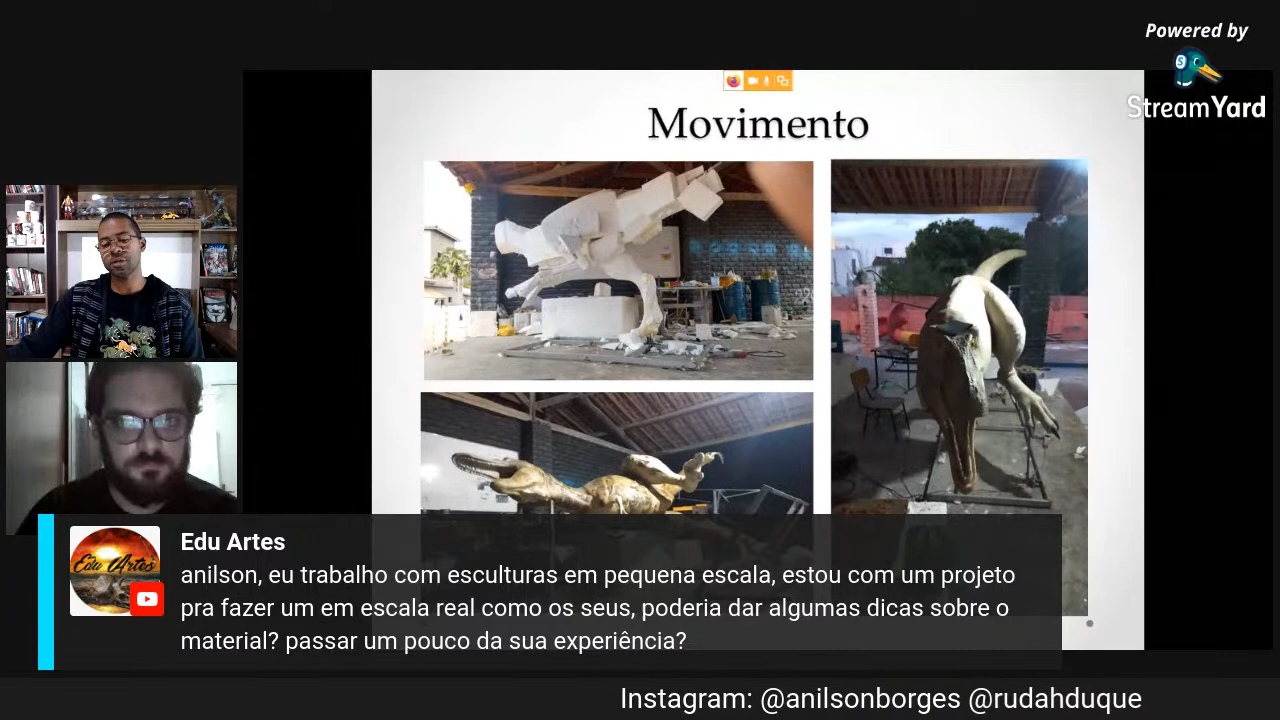 Powered by
StreamYard
Movimento
Edu Artes
Edu Artes
anilson, eu trabalho com esculturas em pequena escala, estou com um projeto
pra fazer um em escala real como os seus, poderia dar algumas dicas sobre o
material? passar um pouco da sua experiência?
Instagram: @anilsonborges @rudahduque